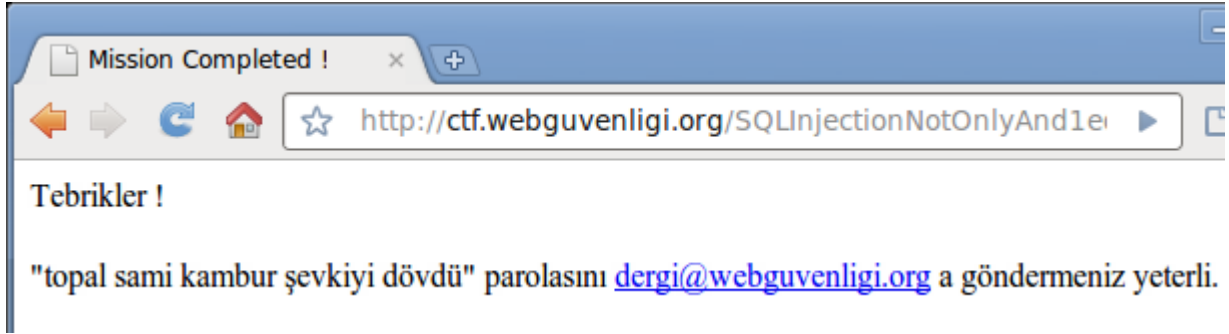 Mission Completed !
http://ctf.webguvenligi.org/SQLInjectionNotOnlyAnd1e
Tebrikler !
"topal sami kambur şevkiyi dövdü" parolasını dergi@webguvenligi.org a göndermeniz yeterli.